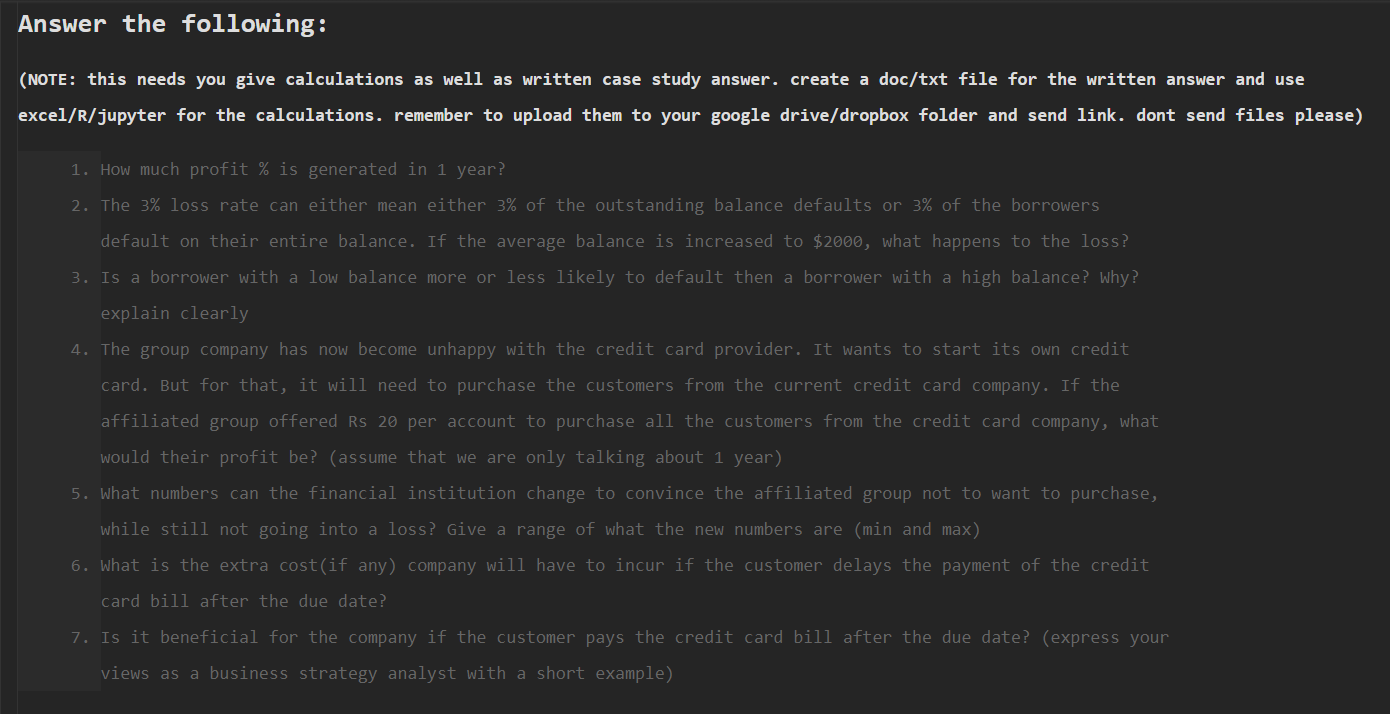 Answer the following:
(NOTE: this needs you give calculations as well as written case study answer. create a doc/txt file for the written answer and use
excel/R/jupyter for the calculations. remember to upload them to your google drive/dropbox folder and send link. dont send files please)
1. How much profit % is generated in 1 year?
2. The 3% loss rate can either mean either 3% of the outstanding balance defaults or 3% of the borrowers
default on their entire balance. If the average balance is increased to $2000, what happens to the loss?
3. Is a borrower with a low balance more or less likely to default then a borrower with a high balance? Why?
explain clearly
4. The group company has now become unhappy with the credit card provider. It wants to start its own credit
card. But for that, it will need to purchase the customers from the current credit card company. If the
affiliated group offered Rs 20 per account to purchase all the customers from the credit card company, what
would their profit be? (assume that we are only talking about 1 year)
5. What numbers can the financial institution change to convince the affiliated group not to want to purchase,
while still not going into a loss? Give a range of what the new numbers are (min and max)
6. What is the extra cost(if any) company will have to incur if the customer delays the payment of the credit
card bill after the due date?
7. Is it beneficial for the company if the customer pays the credit card bill after the due date? (express your
views as a business strategy analyst with a short example)